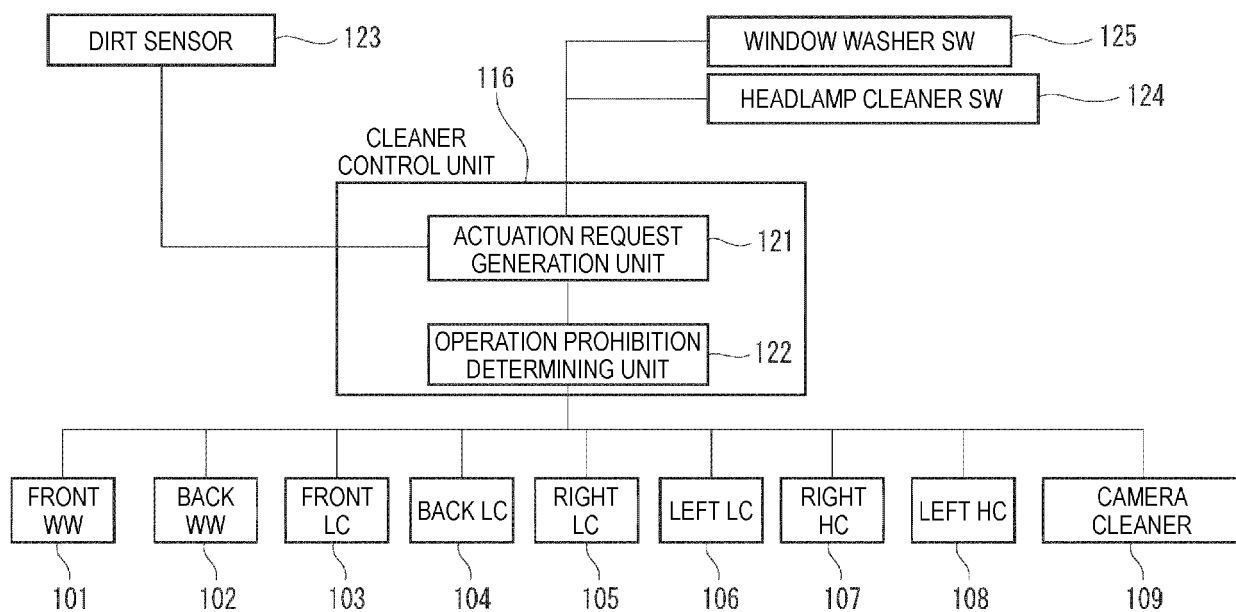 DIRT SENSOR
123
WINDOW WASHER SW
125
HEADLAMP CLEANER SW
124
116
CLEANER
CONTROL UNIT
ACTUATION REQUEST
GENERATION UNIT
121
OPERATION PROHIBITION
DETERMINING UNIT
122
FRONT
WW
BACK
WW
FRONT
LC
BACK LC
RIGHT
LC
LEFT LC
RIGHT
HC
LEFT HC
CAMERA
CLEANER
101
102
103
104
105
106
107
108
109